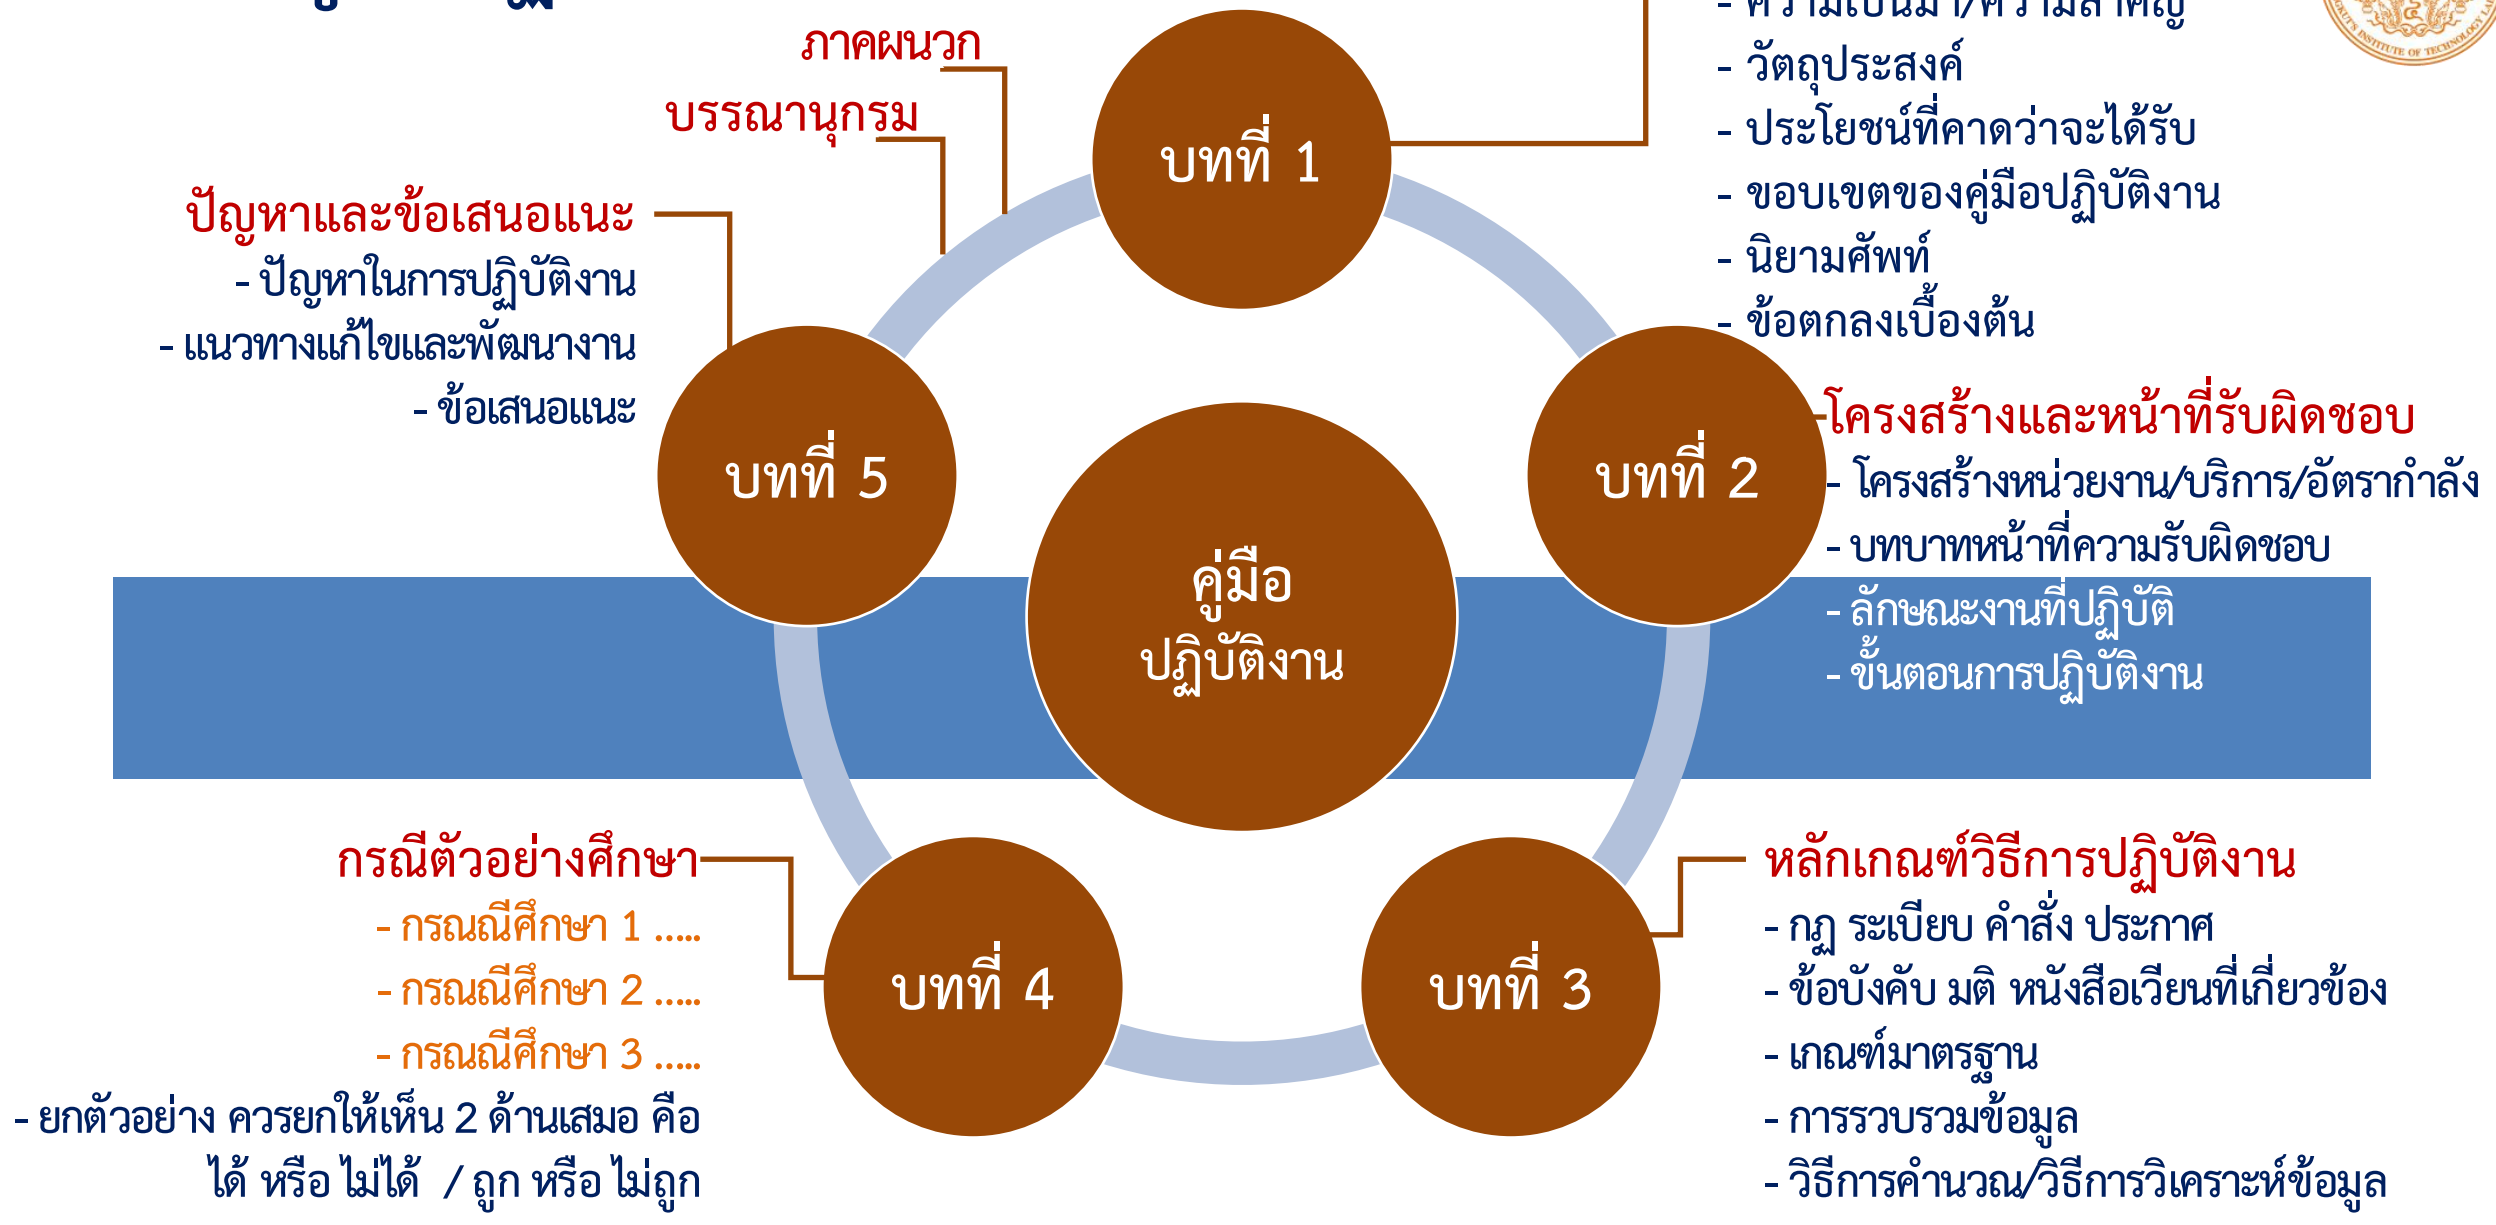 ภาคผนวก
บรรณานุกรม
ปัญหาและข้อเสนอแนะ
- ปัญหาในการปฏิบัติงาน
- แนวทางแก้ไขและพัฒนางาน
- ข้อเสนอแนะ
บทที่ 1
- ความเป็นมา/ความสำคัญ
- วัตถุประสงค์
- ประโยชน์ที่คาดว่าจะได้รับ
- ขอบเขตของคู่มือปฏิบัติงาน
- นิยามศัพท์
- ข้อตกลงเบื้องต้น
บทที่ 5
บทที่ 2
โครงสร้างและหน้าที่รับผิดชอบ
- โครงสร้างหน่วยงาน/บริการ/อัตรากำลัง
- บทบาทหน้าที่ความรับผิดชอบ
- ลักษณะงานที่ปฏิบัติ
- ขั้นตอนการปฏิบัติงาน
คู่มือ
ปฏิบัติงาน
กรณีตัวอย่างศึกษา
- กรณณีศึกษา 1 .....
- กรณณีศึกษา 2 .....
- กรณณีศึกษา 3 .....
- ยกตัวอย่าง ควรยกให้เห็น 2 ด้านเสมอ คือ
ได้ หรือ ไม่ได้ / ถูก หรือ ไม่ถูก
บทที่ 4
บทที่ 3
หลักเกณฑ์วิธีการปฏิบัติงาน
- กฎ ระเบียบ คำสั่ง ประกาศ
- ข้อบังคับ มติ หนังสือเวียนที่เกี่ยวข้อง
- เกณฑ์มาตรฐาน
- การรวบรวมข้อมูล
- วิธีการคำนวณ/วิธีการวิเคราะห์ข้อมูล